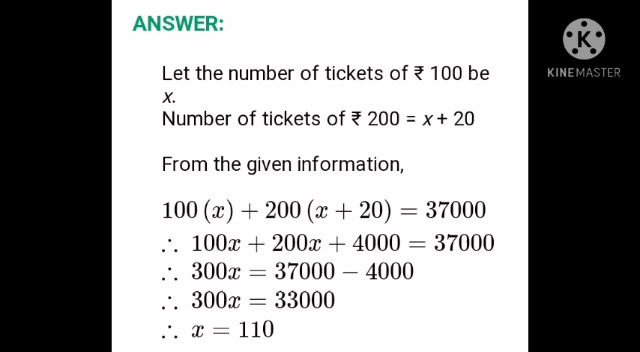 ANSWER:
K
KINEMASTER
Let the number of tickets of ₹ 100 be
x.
Number of tickets of ₹ 200 = x + 20
From the given information,
100 (x) + 200 (x + 20) = 37000
∴ 100x + 200x + 4000 = 37000
∴ 300x = 37000 − 4000
∴ 300x = 33000
∴ x = 110